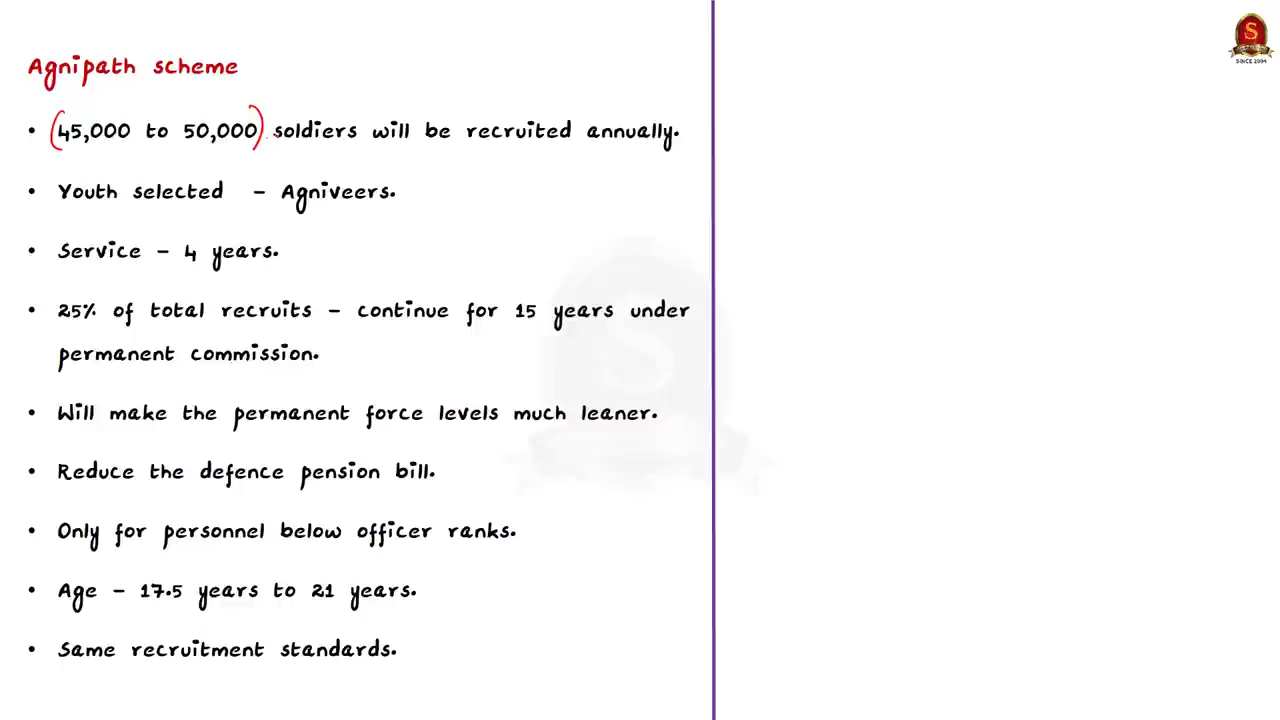 Agnipath scheme
• (45,000 to 50,000) soldiers will be recruited annually.
• Youth selected - Agniveers.
• Service - 4 years.
• 25% of total recruits - continue for 15 years under
permanent commission.
• Will make the permanent force levels much leaner.
• Reduce the defence pension bill.
• Only for personnel below officer ranks.
• Age - 17.5 years to 21 years.
• Same recruitment standards.
S
SINCE 2004
S